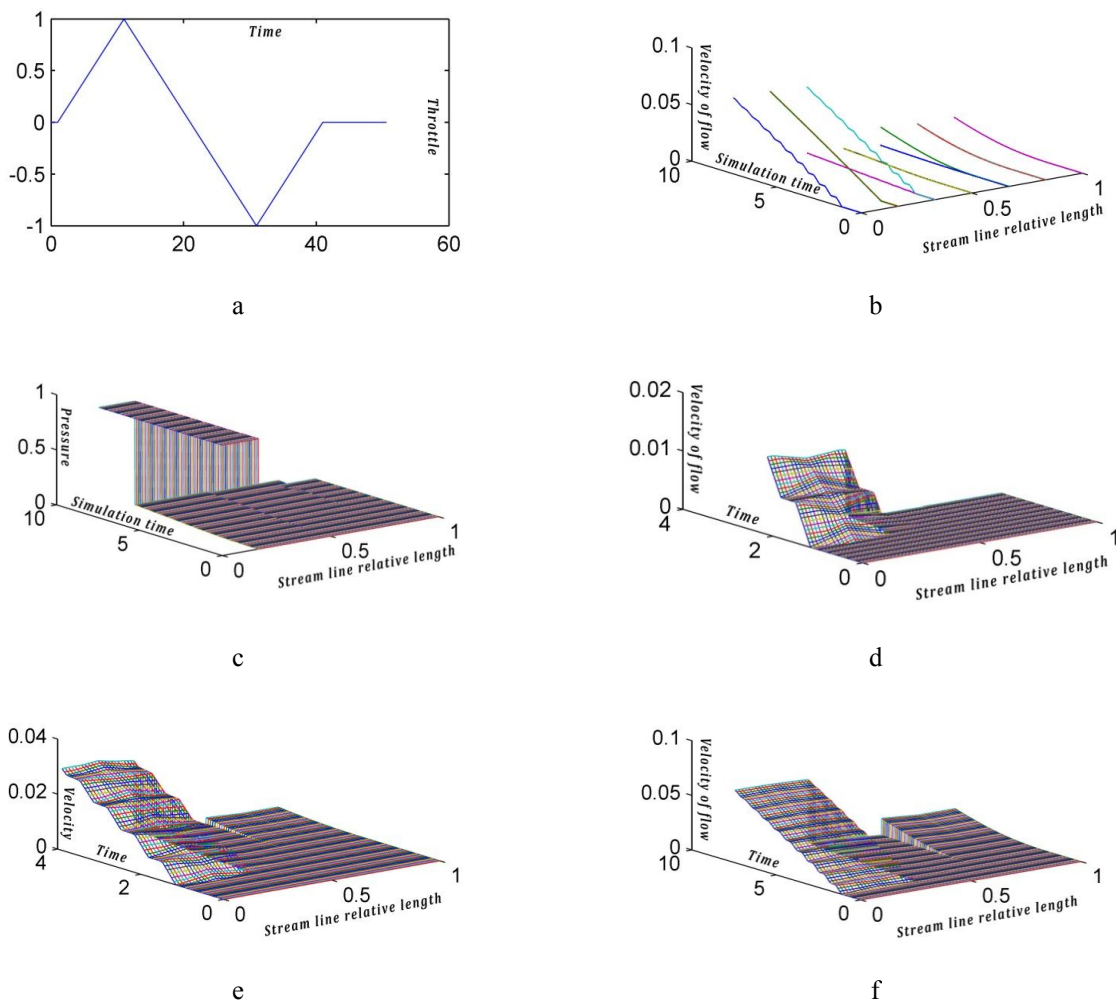 1
0.5
0
-0.5
-1
0
20
40
60
Time
Throttle
a
0.1
0.05
0
10
5
0
0
0.5
1
Velocity of flow
Simulation time
Stream line relative length
b
1
0.5
0
10
5
0
0
0.5
1
Pressure
Simulation time
Stream line relative length
c
0.02
0.01
0
4
2
0
0
0.5
1
Velocity of flow
Time
Stream line relative length
d
0.04
0.02
0
4
2
0
0
0.5
1
Velocity
Time
Stream line relative length
e
0.1
0.05
0
10
5
0
0
0.5
1
Velocity of flow
Time
Stream line relative length
f